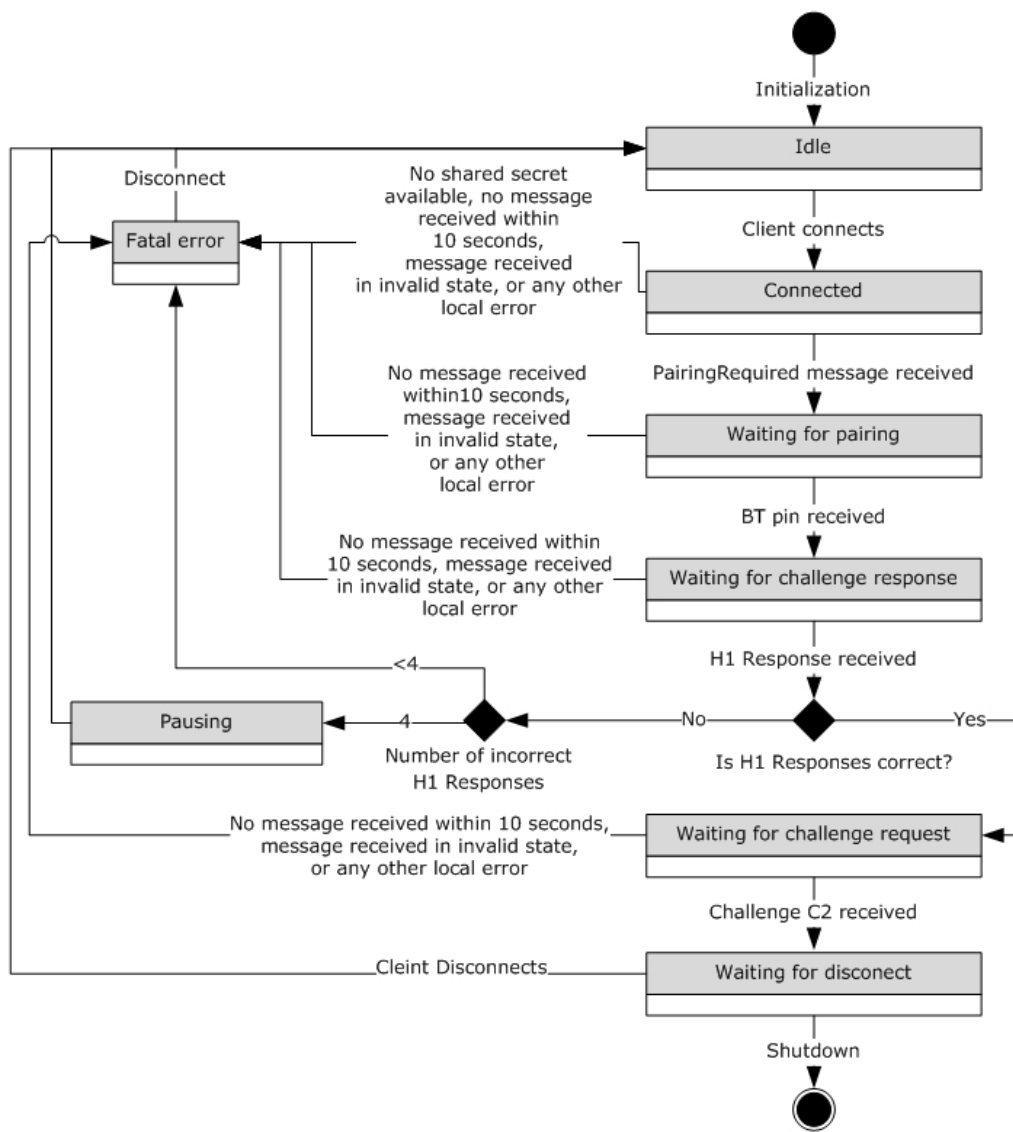 Initialization
Idle
Disconnect
No shared secret
available, no message
received within
10 seconds,
message received
in invalid state, or any other
local error
Client connects
Fatal error
Connected
PairingRequired message received
No message received
within10 seconds,
message received
in invalid state,
or any other
local error
Waiting for pairing
BT pin received
No message received within
10 seconds, message received
in invalid state, or any other
local error
Waiting for challenge response
H1 Response received
<4
Pausing
4
No
Yes
Number of incorrect
H1 Responses
Is H1 Responses correct?
No message received within 10 seconds,
message received in invalid state,
or any other local error
Waiting for challenge request
Challenge C2 received
Cleint Disconnects
Waiting for disconect
Shutdown